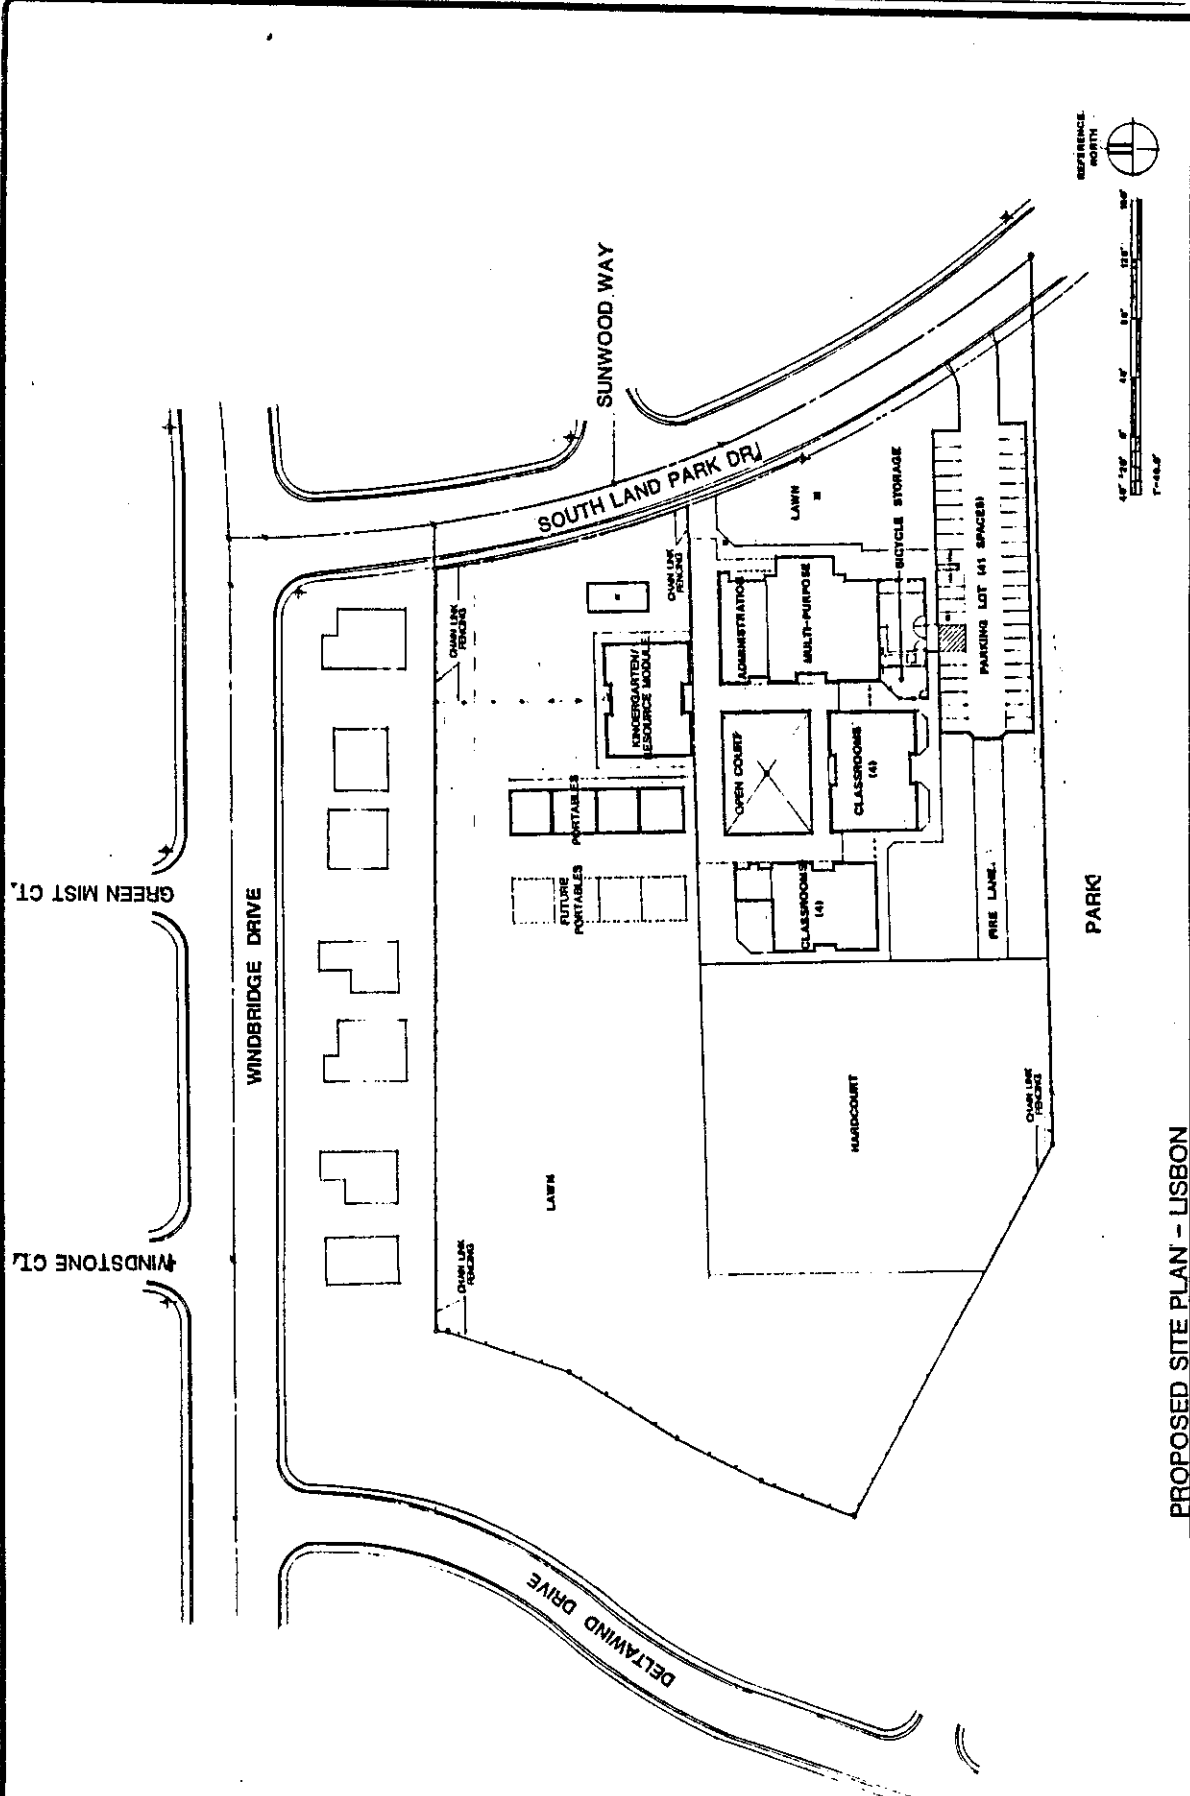 GREEN MIST CT.
WINDSTONE CT.
WINDBRIDGE DRIVE
SUNWOOD WAY
SOUTH LAND PARK DR.
DELTAWIND DRIVE
REFERENCE
NORTH
CHAIN LINK
FENCING
CHAIN LINK
FENCING
CHAIN LINK
FENCING
CHAIN LINK
FENCING
KINDERGARTEN/
RESOURCE MODULE
PORTABLES
FUTURE
PORTABLES
LAWN
LAWN
ADMINISTRATION
MULTI-PURPOSE
BICYCLE STORAGE
OPEN COURT
CLASSROOMS
(4)
CLASSROOMS
(4)
PARKING LOT (41 SPACES)
FIRE LANE
HARDCOURT
PARK
PROPOSED SITE PLAN - LISBON